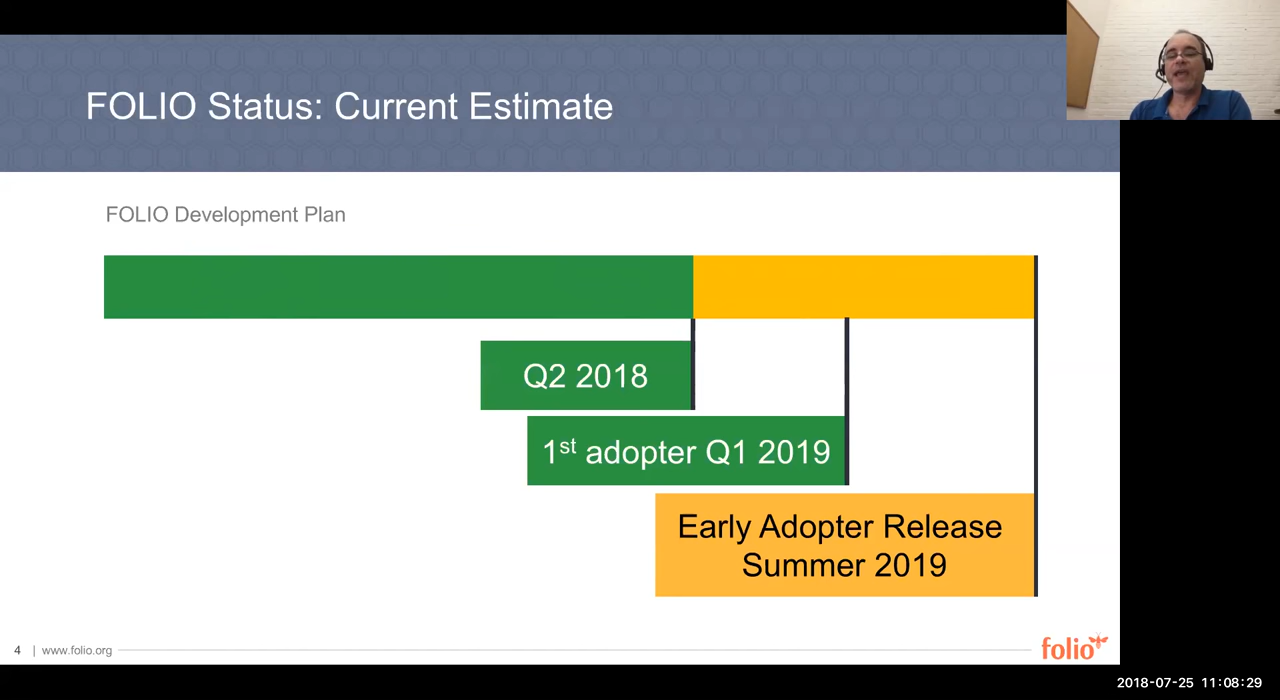 FOLIO Status: Current Estimate
FOLIO Development Plan
Q2 2018
1st adopter Q1 2019
Early Adopter Release
Summer 2019
4 | www.folio.org
folio
2018-07-25 11:08:29